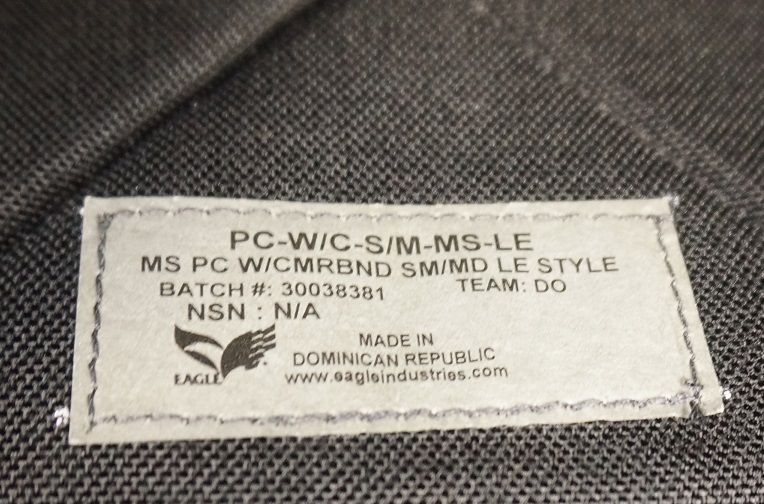 PC-W/C-S/M-MS-LE
MS PC W/CMRBND SM/MD LE STYLE
BATCH #: 30038381 TEAM: DO
NSN : N/A
MADE IN
DOMINICAN REPUBLIC
EAGLE www.eagleindustries.com